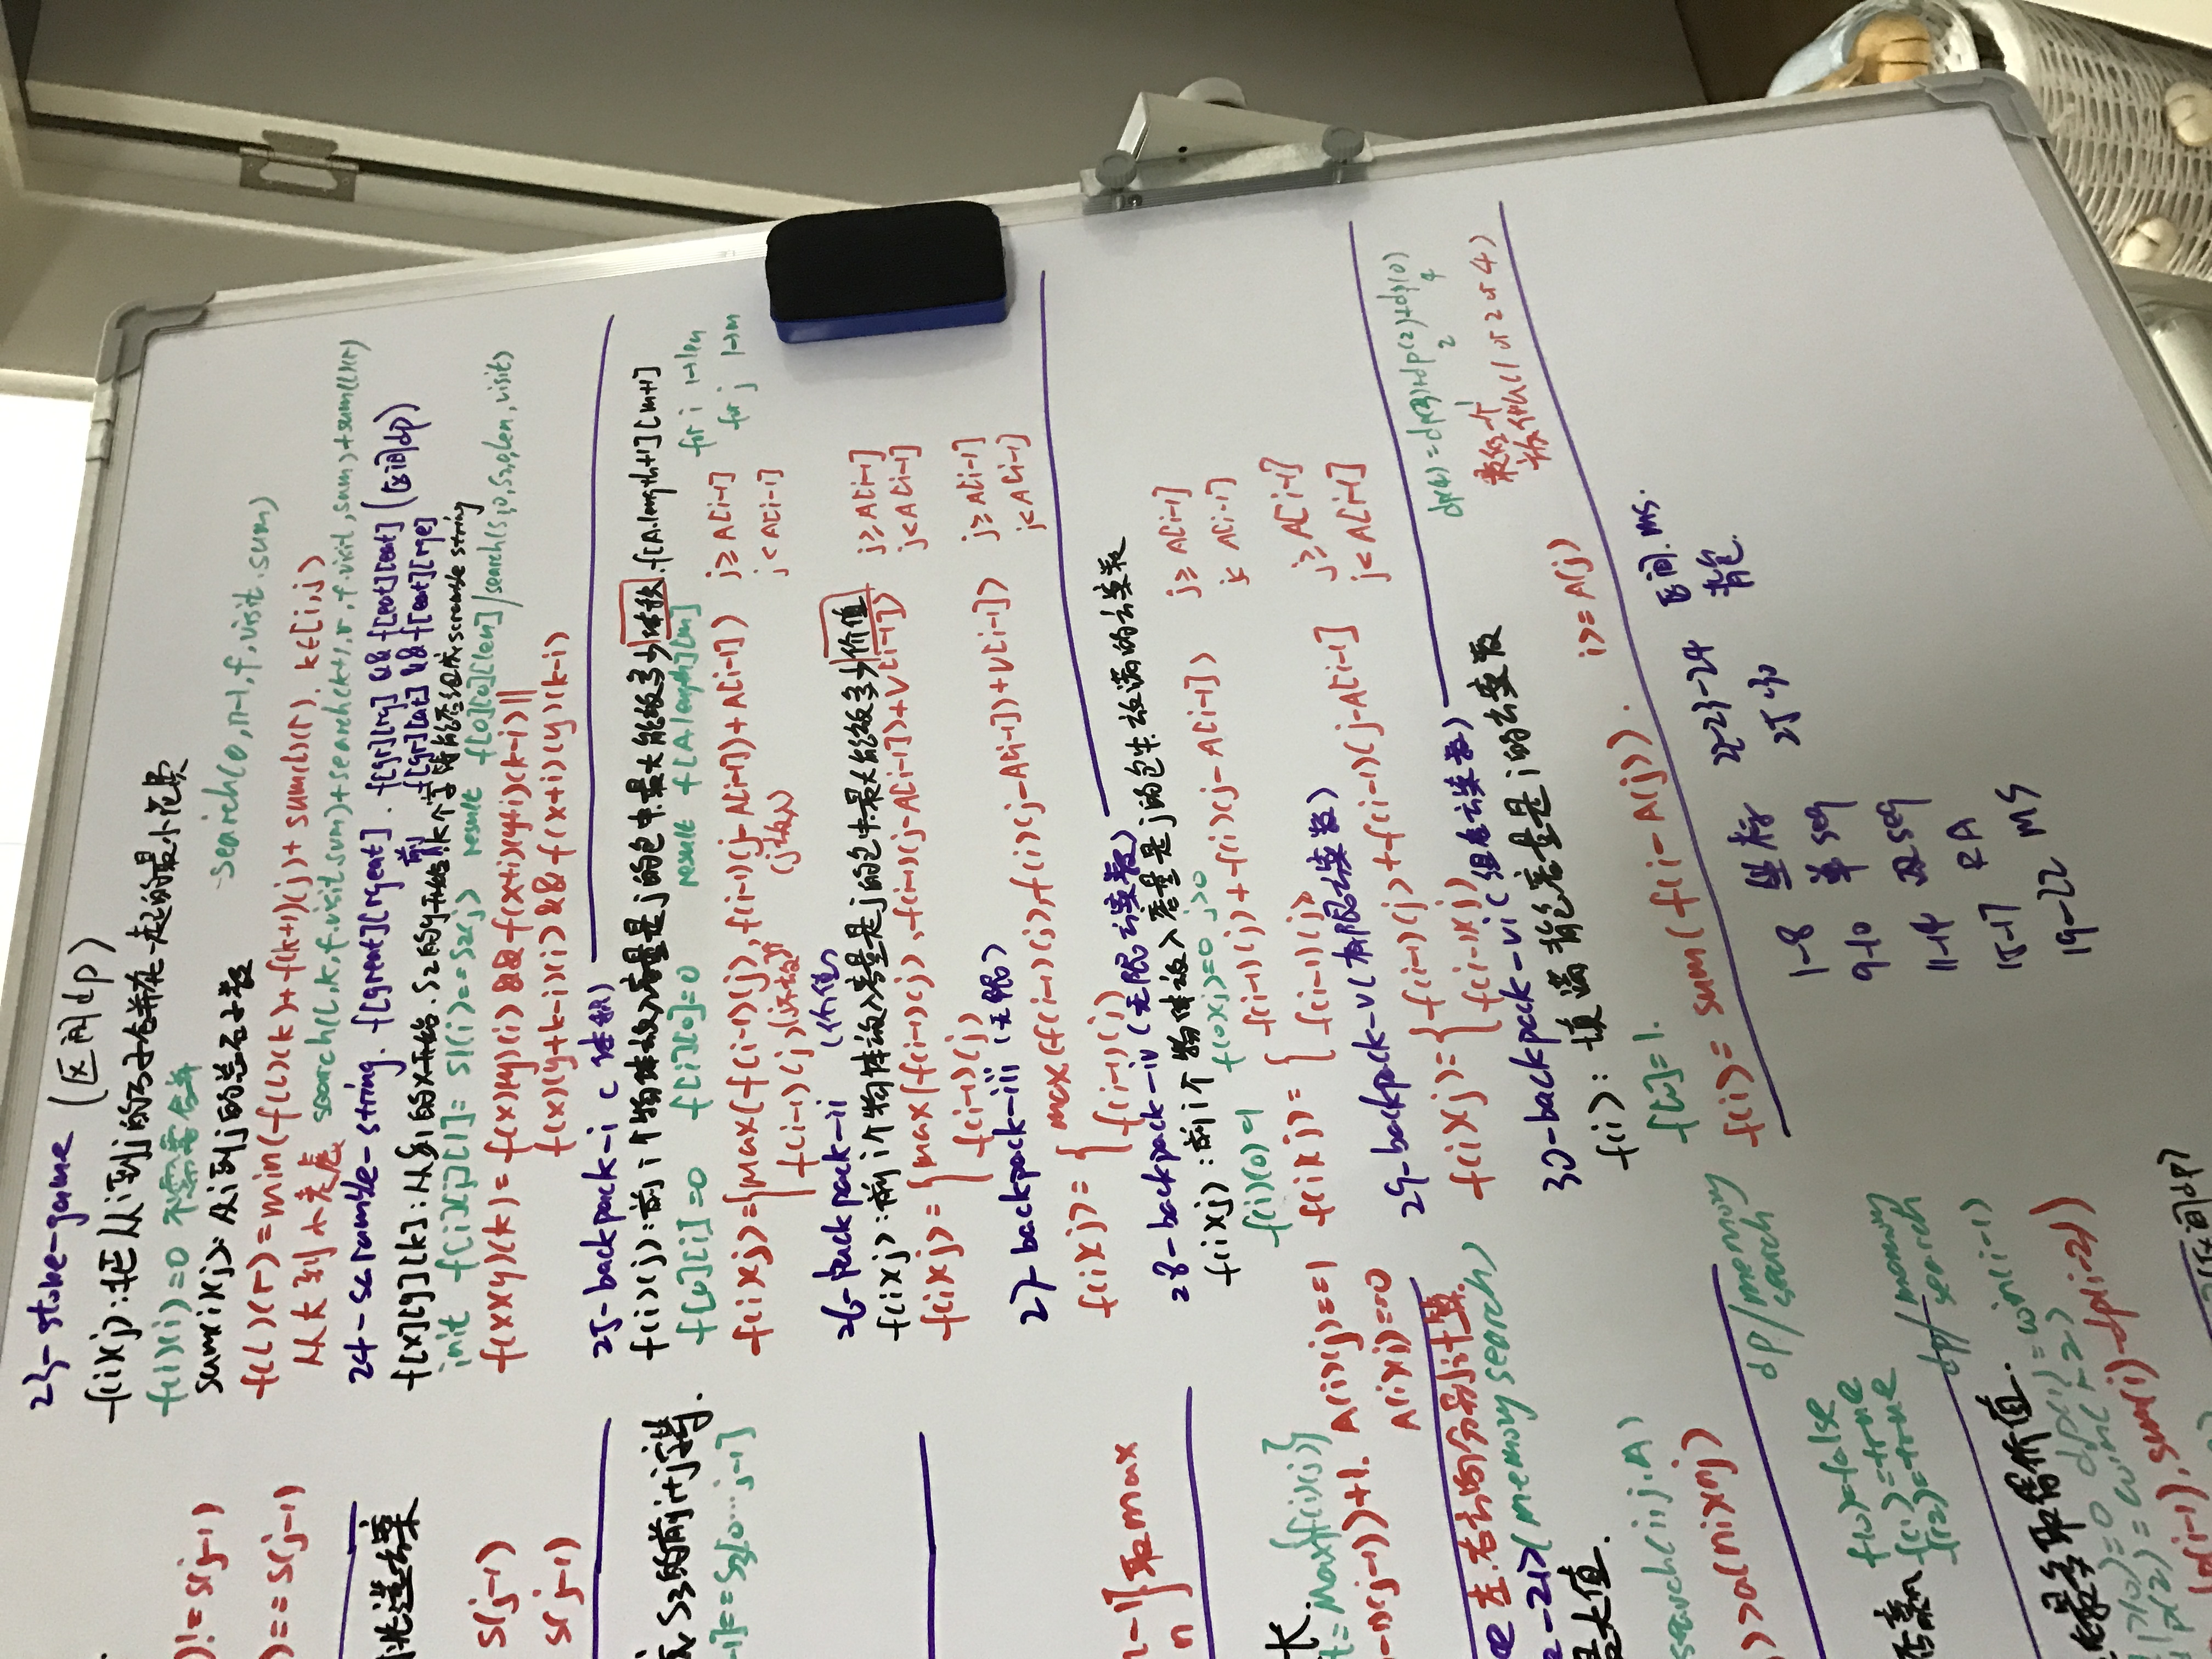 23-stone-game (区间dp)
f(i)(j):把从i到j的石子合并在一起的最小花费
f(i)(i)=0 不需要合并
sum(i)(j):从i到j的总石子数
search(0,n-1,f,visit.sum)
f(l)(r)=min(f(l)(k)+f(k+1)(j)+sum(l)(r). k∈[i,j)
从大到小考虑 search(l,k,f.visit.sum)+search(k+1,r,f.visit,sum)+sum(l)(r)
24-scramble-string. f[great][rgeat]. f[gr][rg] && f[eat][eat] (区间dp)
f[gr][at] && f[eat][rge]
f[x][y][k]:从S1的x开始.S2的y开始.前k个字符能否组成scramble string
init f[i][j][1]=S1(i)==S2(j) result f[0][0][len]/search(S1,0,S2,0,len,visit)
f(x)(y)(k)=f(x)(y)(i)&&f(x+i)(y+i)(k-i)||
f(x)(y+k-i)(i)&&f(x+i)(y)(k-i)
25-backpack-i (体积)
f(i)(j):前i个物体放入容量是j的包中.最大能放多少体积.f[A.length+1][m+1]
f[0][i]=0 f[i][0]=0 result f[A.length][m]
for i 1→len
for j 1→m
f(i)(j)={max(f(i-1)(j),f(i-1)(j-A[i-1])+A[i-1]) j≥A[i-1]
f(i-1)(j) (j不放) (j放入) j<A[i-1]
26-backpack-ii (价值)
f(i)(j):前i个物体放入容量是j的包中.最大能放多少价值
f(i)(j)={max(f(i-1)(j),f(i-1)(j-A[i-1])+V[i-1]) j≥A[i-1]
f(i-1)(j) j<A[i-1]
27-backpack-iii (无限)
f(i)(j)={max(f(i-1)(j),f(i)(j-A[i-1])+V[i-1]) j≥A[i-1]
f(i-1)(j) j<A[i-1]
28-backpack-iv (无限方案数)
f(i)(j):前i个物体放入容量是j的包中.放满的方案数
f(i)(0)=1 f(0)(j)=0 j>0
f(i)(j)={f(i-1)(j)+f(i)(j-A[i-1]) j≥A[i-1]
f(i-1)(j) j< A[i-1]
29-backpack-v (有限方案数)
f(i)(j)={f(i-1)(j)+f(i-1)(j-A[i-1] j≥A[i-1]
f(i-1)(j) j<A[i-1]
30-backpack-vi (组合方案数)
dp(4)=dp(3)+dp(2)+dp(0)
1 2 4
最后一个
放什么(1 or 2 or 4)
f(i):填满背包容量是i的方案数
f[0]=1.
f(i)=sum(f(i-A(j)). i>=A(j)
1-8 坐标
9-10 单seq
11-14 双seq
15-17 RA
19-22 MS
22-23-24 区间.MS.
25-30 背包.
)!=S(j-1)
)==S(j-1)
挑选方案
S(j-1)
S(j-1)
S3的前i+j字符.
-1]==S3[0...j-1]
n-1}取max
n
长.
t=Max{f(i)(j)}
-1)(j-1))+1. A(i)(j)==1
A(i)(j)==0
左.右方向分别计算.
2-21>(memory search)
最大值.
search(i,j,A)
)>a(ni)(nj)
dp/memory search
f(0)=false
否赢 f(1)=true
f(2)=true
dp/memory search
最多取得价值.
p(0)=0 dp(1)=win(i-1)
p(2)=win(i-2)
(i-1),sum(i)-dp(i-2))
(区间dp)